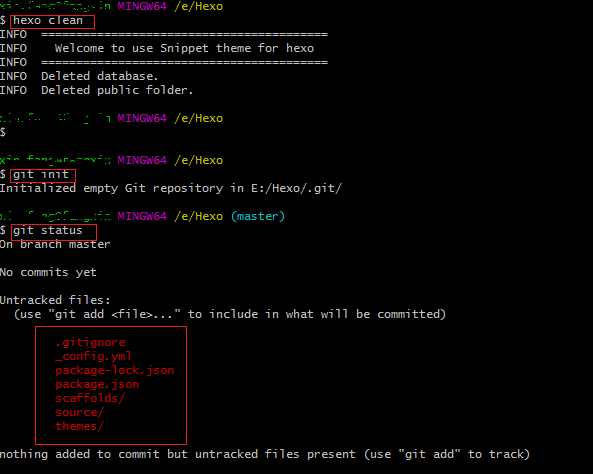 MINGW64 /e/Hexo
$ hexo clean
INFO  =========================================
INFO    Welcome to use Snippet theme for hexo
INFO  =========================================
INFO  Deleted database.
INFO  Deleted public folder.
MINGW64 /e/Hexo
$
MINGW64 /e/Hexo
$ git init
Initialized empty Git repository in E:/Hexo/.git/
MINGW64 /e/Hexo (master)
$ git status
On branch master
No commits yet
Untracked files:
  (use "git add <file>..." to include in what will be committed)
        .gitignore
        _config.yml
        package-lock.json
        package.json
        scaffolds/
        source/
        themes/
nothing added to commit but untracked files present (use "git add" to track)